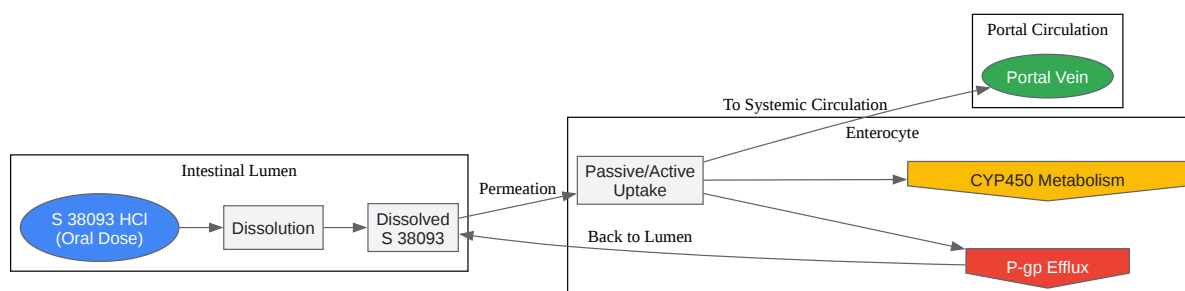 Portal Circulation
Portal Vein
To Systemic Circulation
Enterocyte
Intestinal Lumen
Passive/Active
Uptake
CYP450 Metabolism
Permeation
S 38093 HCl
(Oral Dose)
Dissolution
Dissolved
S 38093
Back to Lumen
P-gp Efflux